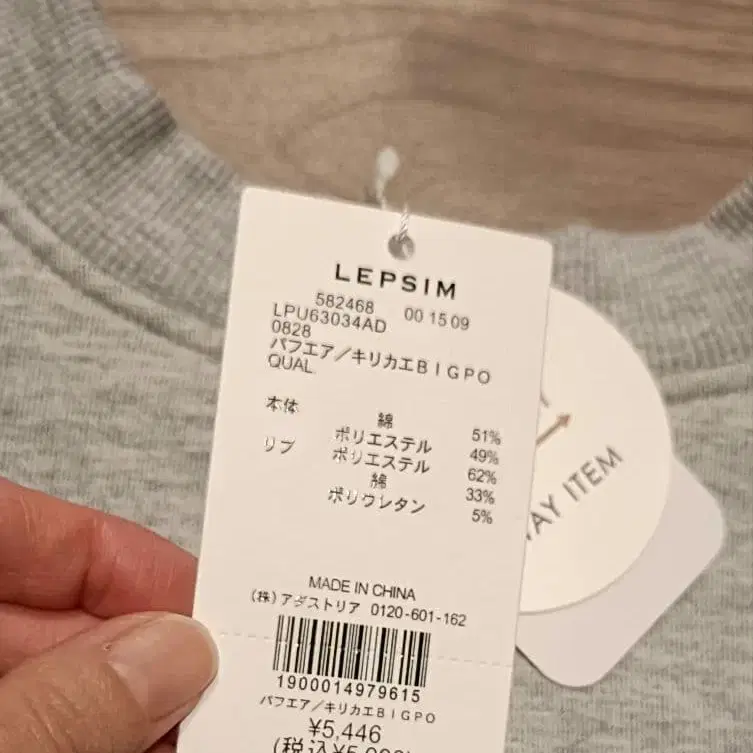 LEPSIM
582468 00 15 09
LPU63034AD
0828
パフエア／キリカエＢＩＧＰＯ
QUAL
本体 綿 51%
ポリエステル 49%
リブ ポリエステル 62%
綿 33%
ポリウレタン 5%
MADE IN CHINA
(株)アダストリア 0120-601-162
1900014979615
パフエア／キリカエＢＩＧＰＯ
¥5,446
(税込
ITEM